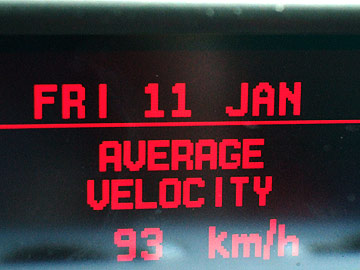 FRI 11 JAN
AVERAGE
VELOCITY
93 km/h